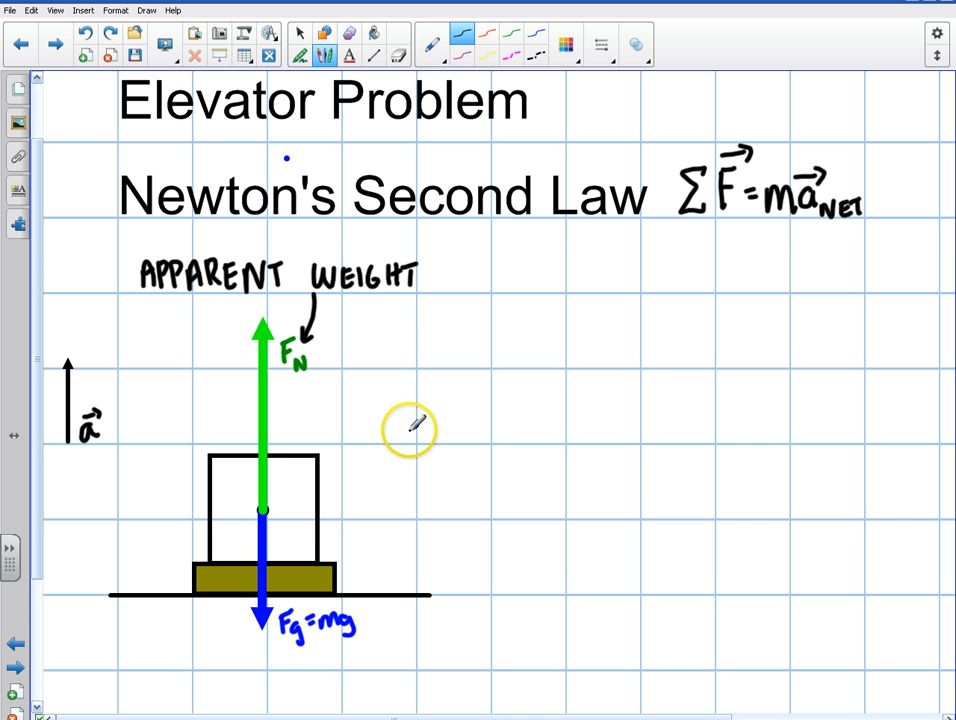 File Edit View Insert Format Draw Help
Elevator Problem
Newton's Second Law ΣF⃗=ma⃗NET
APPARENT WEIGHT
FN
a⃗
Fg=mg